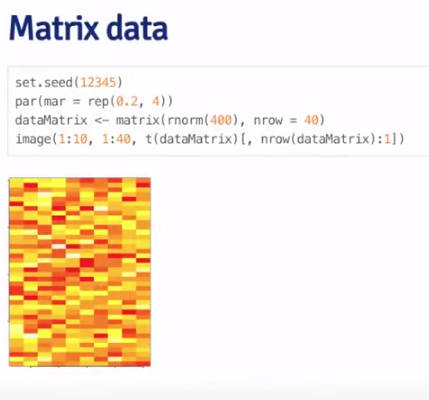 Matrix data
set.seed(12345)
par(mar = rep(0.2, 4))
dataMatrix <- matrix(rnorm(400), nrow = 40)
image(1:10, 1:40, t(dataMatrix)[, nrow(dataMatrix):1])